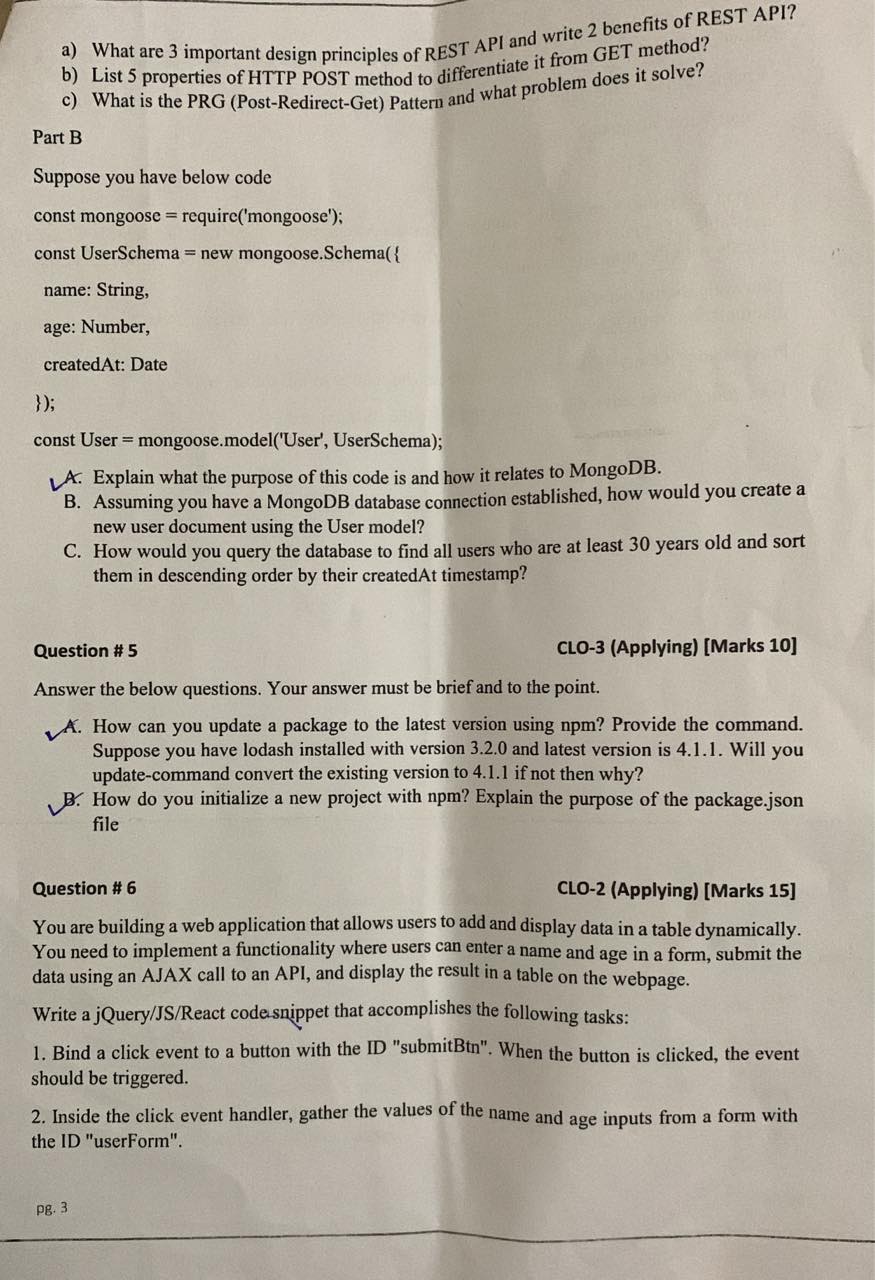 a) What are 3 important design principles of REST API and write 2 benefits of REST API?
b) List 5 properties of HTTP POST method to differentiate it from GET method?
c) What is the PRG (Post-Redirect-Get) Pattern and what problem does it solve?
Part B
Suppose you have below code
const mongoose = require('mongoose');
const UserSchema = new mongoose.Schema({
name: String,
age: Number,
createdAt: Date
});
const User = mongoose.model('User', UserSchema);
A. Explain what the purpose of this code is and how it relates to MongoDB.
B. Assuming you have a MongoDB database connection established, how would you create a
new user document using the User model?
C. How would you query the database to find all users who are at least 30 years old and sort
them in descending order by their createdAt timestamp?
Question # 5 CLO-3 (Applying) [Marks 10]
Answer the below questions. Your answer must be brief and to the point.
A. How can you update a package to the latest version using npm? Provide the command.
Suppose you have lodash installed with version 3.2.0 and latest version is 4.1.1. Will you
update-command convert the existing version to 4.1.1 if not then why?
B. How do you initialize a new project with npm? Explain the purpose of the package.json
file
Question # 6 CLO-2 (Applying) [Marks 15]
You are building a web application that allows users to add and display data in a table dynamically.
You need to implement a functionality where users can enter a name and age in a form, submit the
data using an AJAX call to an API, and display the result in a table on the webpage.
Write a jQuery/JS/React code snippet that accomplishes the following tasks:
1. Bind a click event to a button with the ID "submitBtn". When the button is clicked, the event
should be triggered.
2. Inside the click event handler, gather the values of the name and age inputs from a form with
the ID "userForm".
pg. 3